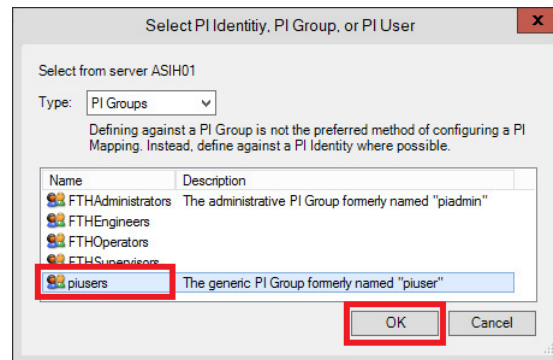 Select PI Identitiy, PI Group, or PI User
x
Select from server ASIH01
Type: PI Groups
Defining against a PI Group is not the preferred method of configuring a PI
Mapping. Instead, define against a PI Identity where possible.
Name Description
FTHAdministrators The administrative PI Group formerly named "piadmin"
FTHEngineers
FTHOperators
FTHSupervisors
piusers The generic PI Group formerly named "piuser"
OK Cancel